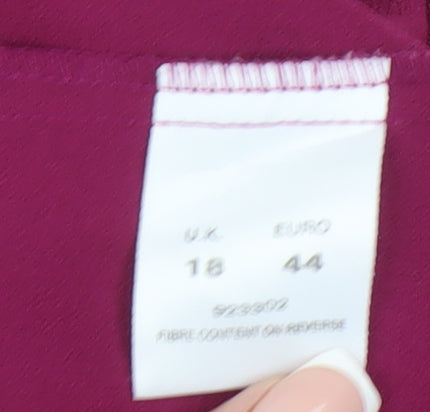 U.K. EURO
18 44
923302
FIBRE CONTENT ON REVERSE